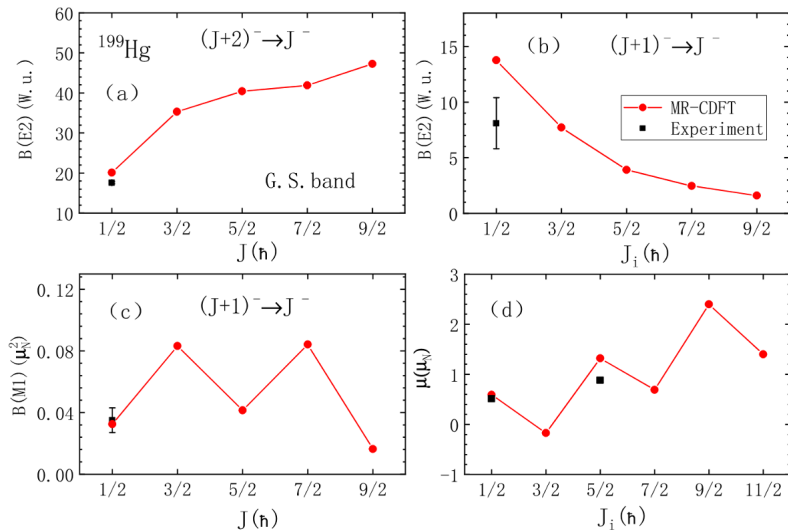 ¹⁹⁹Hg
(J+2)⁻→J⁻
(a)
G.S.band
B(E2)(W.u.)
60
50
40
30
20
10
1/2 3/2 5/2 7/2 9/2
J(ħ)
(b)
(J+1)⁻→J⁻
MR-CDFT
Experiment
B(E2)(W.u.)
15
10
5
0
1/2 3/2 5/2 7/2 9/2
Jᵢ(ħ)
(c)
(J+1)⁻→J⁻
B(M1)(μ²_N)
0.12
0.08
0.04
0.00
1/2 3/2 5/2 7/2 9/2
J(ħ)
(d)
μ(μ_N)
3
2
1
0
-1
1/2 3/2 5/2 7/2 9/2 11/2
Jᵢ(ħ)